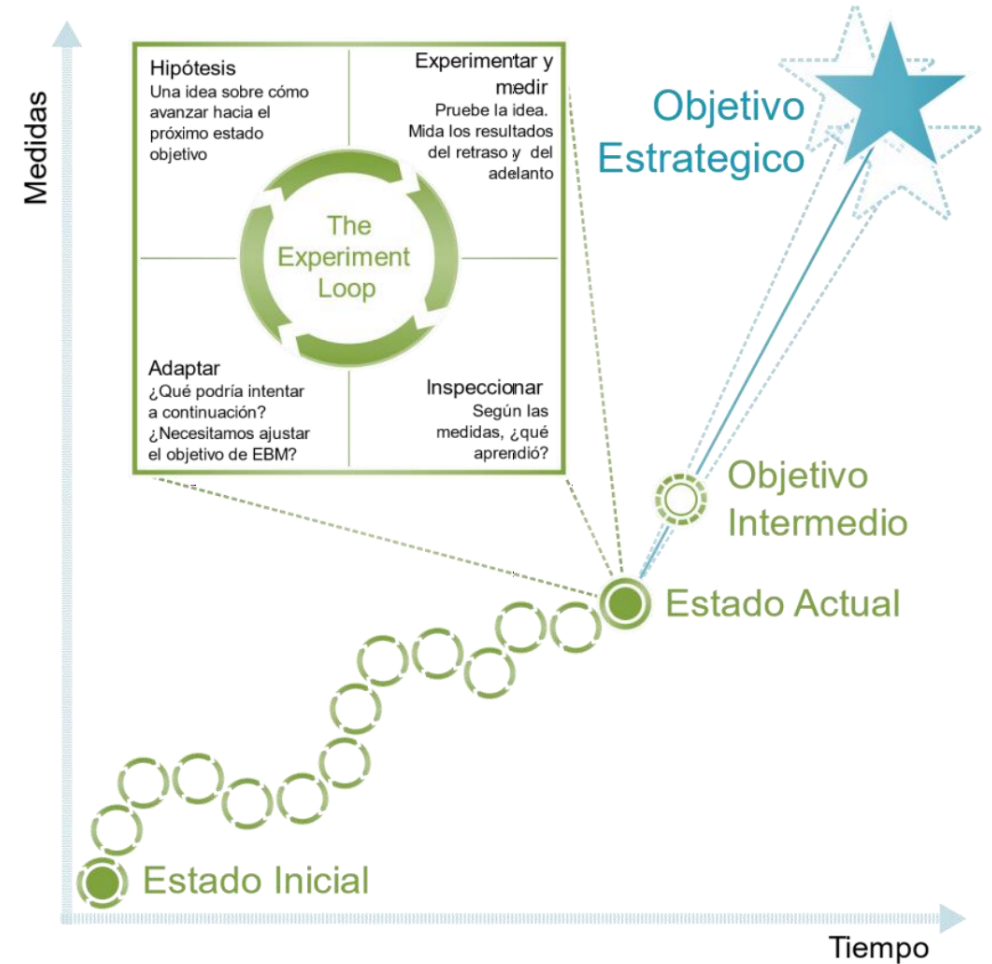 Medidas
Hipótesis
Una idea sobre cómo
avanzar hacia el
próximo estado
objetivo
Experimentar y
medir
Pruebe la idea.
Mida los resultados
del retraso y del
adelanto
The
Experiment
Loop
Adaptar
¿Qué podría intentar
a continuación?
¿Necesitamos ajustar
el objetivo de EBM?
Inspeccionar
Según las
medidas, ¿qué
aprendió?
Objetivo
Estrategico
Objetivo
Intermedio
Estado Actual
Estado Inicial
Tiempo